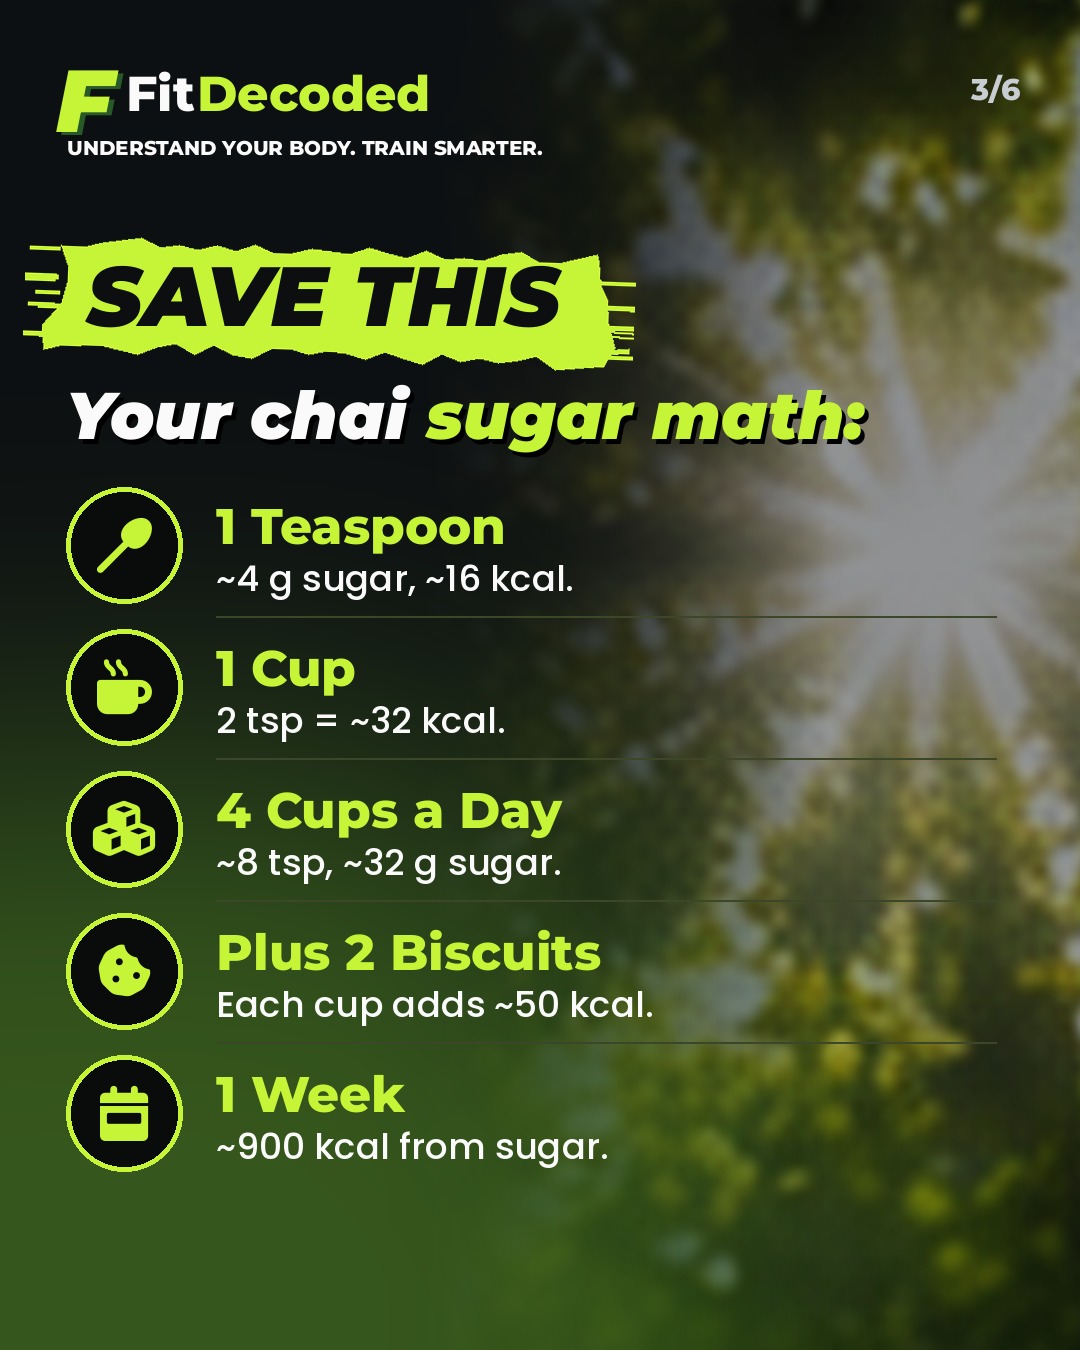 FitDecoded
3/6
UNDERSTAND YOUR BODY. TRAIN SMARTER.
SAVE THIS
Your chai sugar math:
1 Teaspoon
~4 g sugar, ~16 kcal.
1 Cup
2 tsp = ~32 kcal.
4 Cups a Day
~8 tsp, ~32 g sugar.
Plus 2 Biscuits
Each cup adds ~50 kcal.
1 Week
~900 kcal from sugar.